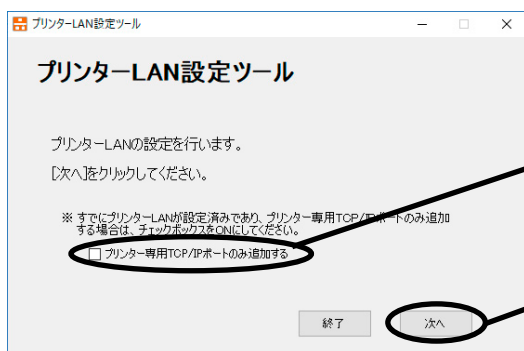 プリンターLAN設定ツール
プリンターLAN設定ツール
プリンターLANの設定を行います。
[次へ]をクリックしてください。
※ すでにプリンターLANが設定済みであり、プリンター専用TCP/IPポートのみ追加
する場合は、チェックボックスをONにしてください。
プリンター専用TCP/IPポートのみ追加する
終了 次へ